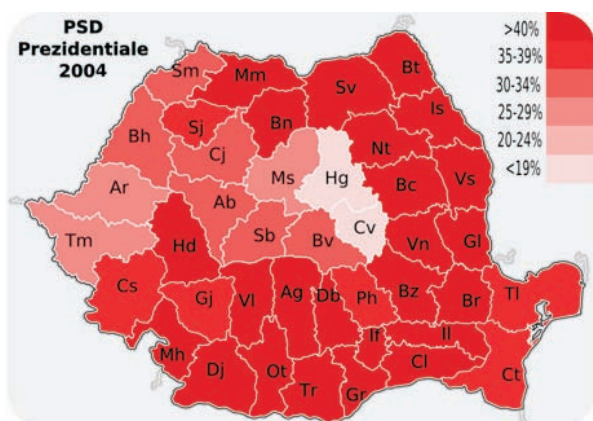 PSD
Prezidentiale
2004
>40%
35-39%
30-34%
25-29%
20-24%
<19%
Sm
Mm
Sv
Bt
Is
Bh
Sj
Bn
Nt
Cj
Ms
Hg
Bc
Vs
Ar
Ab
Tm
Hd
Sb
Bv
Cv
Vn
Gl
Cs
Gj
Vl
Ag
Db
Ph
Bz
Br
Tl
Mh
Dj
Ot
Tr
Gr
If
Il
Cl
Ct